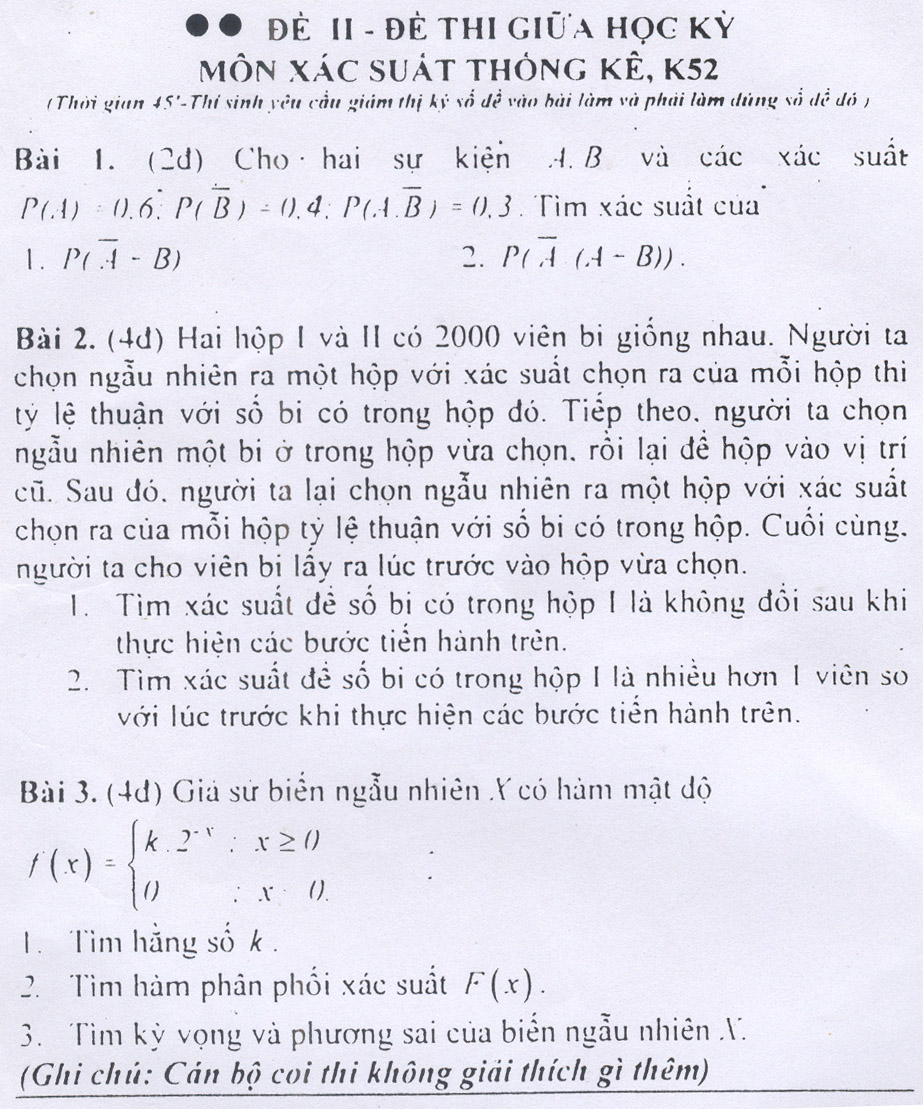 ĐỀ II - ĐỀ THI GIỮA HỌC KỲ
MÔN XÁC SUẤT THỐNG KÊ, K52
(Thời gian 45'-Thí sinh yêu cầu giám thị ký số đề vào bài làm và phải làm đúng số đề đó)
Bài 1. (2đ) Cho hai sự kiện A, B và các xác suất
P(A) = 0,6; P(B̅) = 0,4; P(A.B̅) = 0,3. Tìm xác suất của
1. P(A̅ - B)
2. P(A̅ (A - B)).
Bài 2. (4đ) Hai hộp I và II có 2000 viên bi giống nhau. Người ta
chọn ngẫu nhiên ra một hộp với xác suất chọn ra của mỗi hộp thì
tỷ lệ thuận với số bi có trong hộp đó. Tiếp theo, người ta chọn
ngẫu nhiên một bi ở trong hộp vừa chọn, rồi lại để hộp vào vị trí
cũ. Sau đó, người ta lại chọn ngẫu nhiên ra một hộp với xác suất
chọn ra của mỗi hộp tỷ lệ thuận với số bi có trong hộp. Cuối cùng,
người ta cho viên bi lấy ra lúc trước vào hộp vừa chọn.
1. Tìm xác suất để số bi có trong hộp I là không đổi sau khi
thực hiện các bước tiến hành trên.
2. Tìm xác suất để số bi có trong hộp I là nhiều hơn 1 viên so
với lúc trước khi thực hiện các bước tiến hành trên.
Bài 3. (4đ) Giả sử biến ngẫu nhiên X có hàm mật độ
f(x) = { k.2⁻ˣ ; x ≥ 0
0 ; x 0.
1. Tìm hằng số k.
2. Tìm hàm phân phối xác suất F(x).
3. Tìm kỳ vọng và phương sai của biến ngẫu nhiên X.
(Ghi chú: Cán bộ coi thi không giải thích gì thêm)